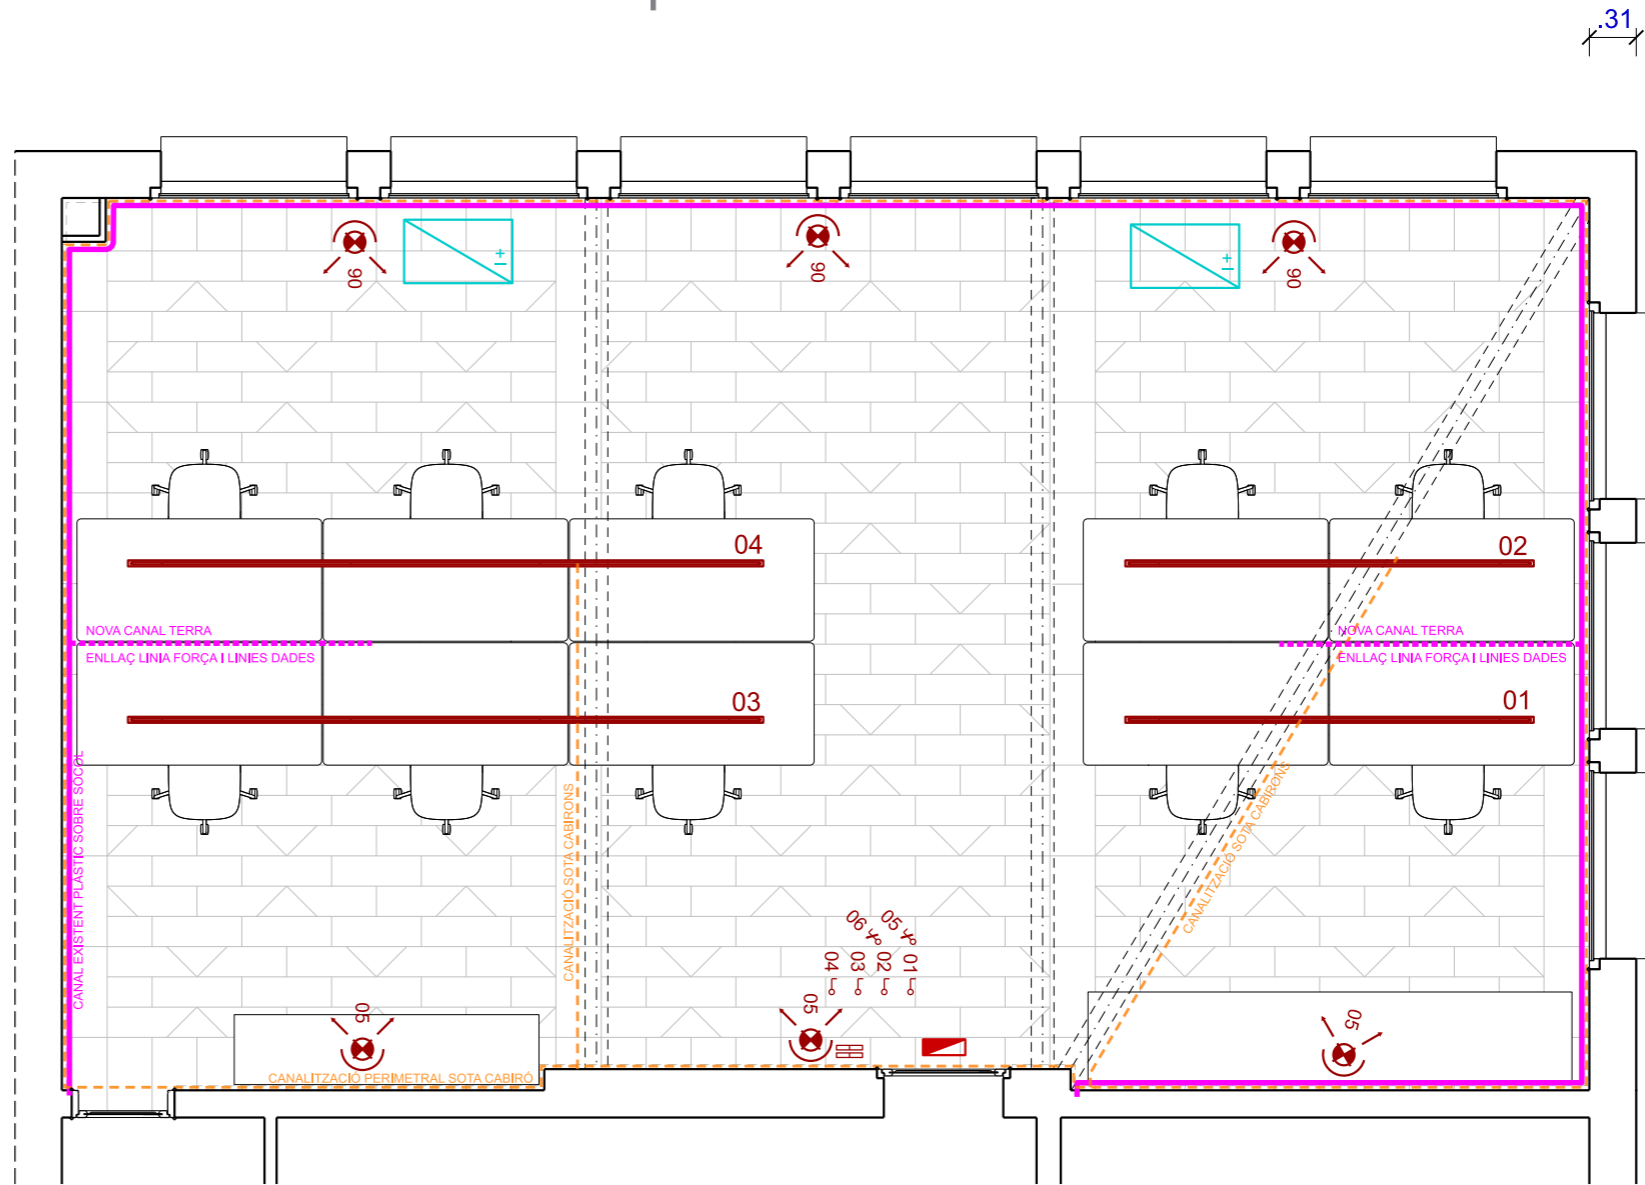 .31
06
I+
06
I+
06
04
02
NOVA CANAL TERRA
ENLLAÇ LINIA FORÇA I LINIES DADES
NOVA CANAL TERRA
ENLLAÇ LINIA FORÇA I LINIES DADES
03
01
CANAL EXISTENT PLÀSTIC SOBRE SÒCOL
CANALITZACIÓ SOTA CABIRONS
CANALITZACIÓ SOTA CABIRONS
06
05
04
03
02
01
05
05
05
CANALITZACIÓ PERIMETRAL SOTA CABIRÓ